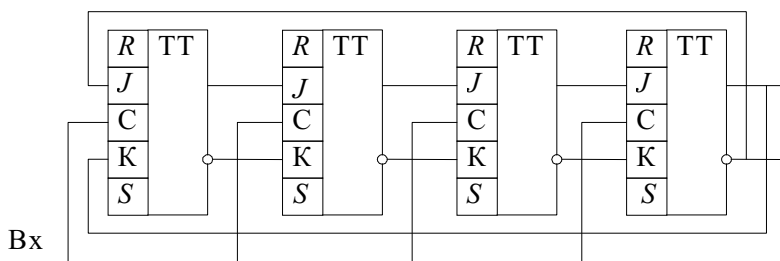 R TT R TT R TT R TT
J J J J
C C C C
K K K K
S S S S
Вх